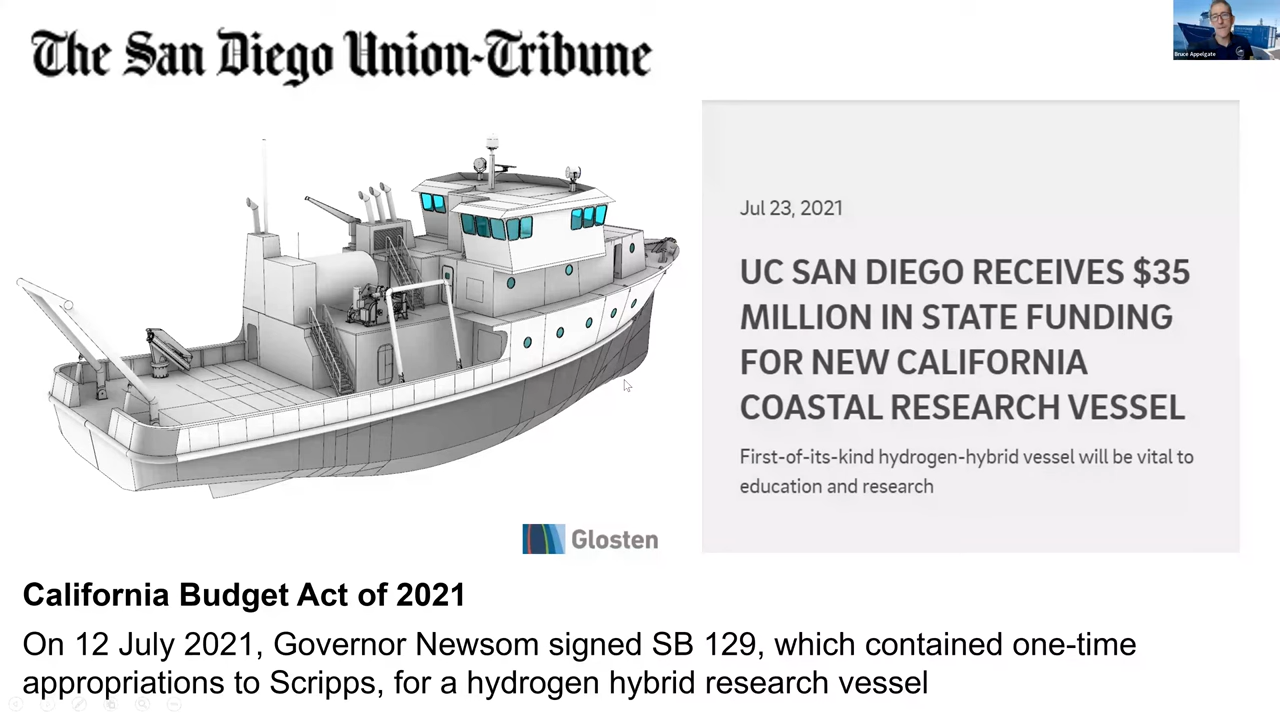 The San Diego Union-Tribune
Bruce Appelgate
Jul 23, 2021
UC SAN DIEGO RECEIVES $35
MILLION IN STATE FUNDING
FOR NEW CALIFORNIA
COASTAL RESEARCH VESSEL
First-of-its-kind hydrogen-hybrid vessel will be vital to
education and research
Glosten
California Budget Act of 2021
On 12 July 2021, Governor Newsom signed SB 129, which contained one-time
appropriations to Scripps, for a hydrogen hybrid research vessel